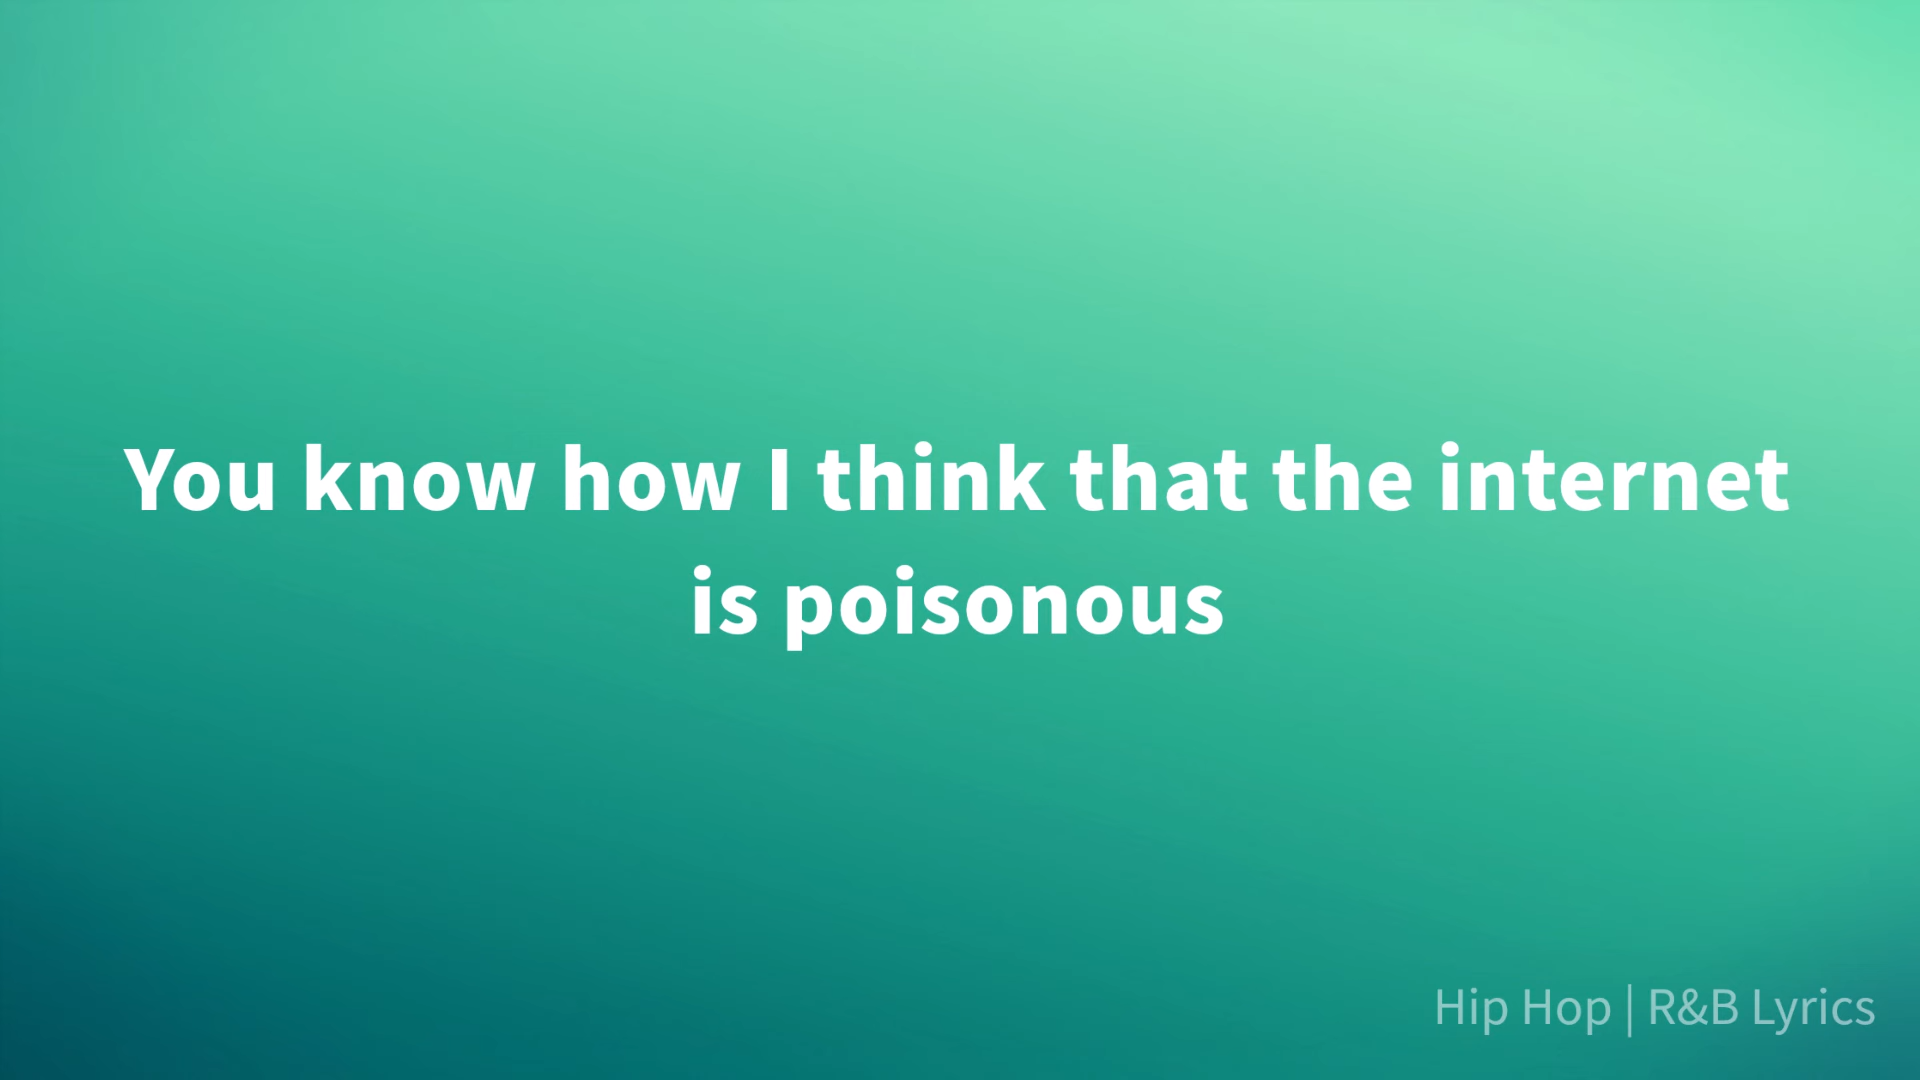 You know how I think that the internet
is poisonous
Hip Hop | R&B Lyrics